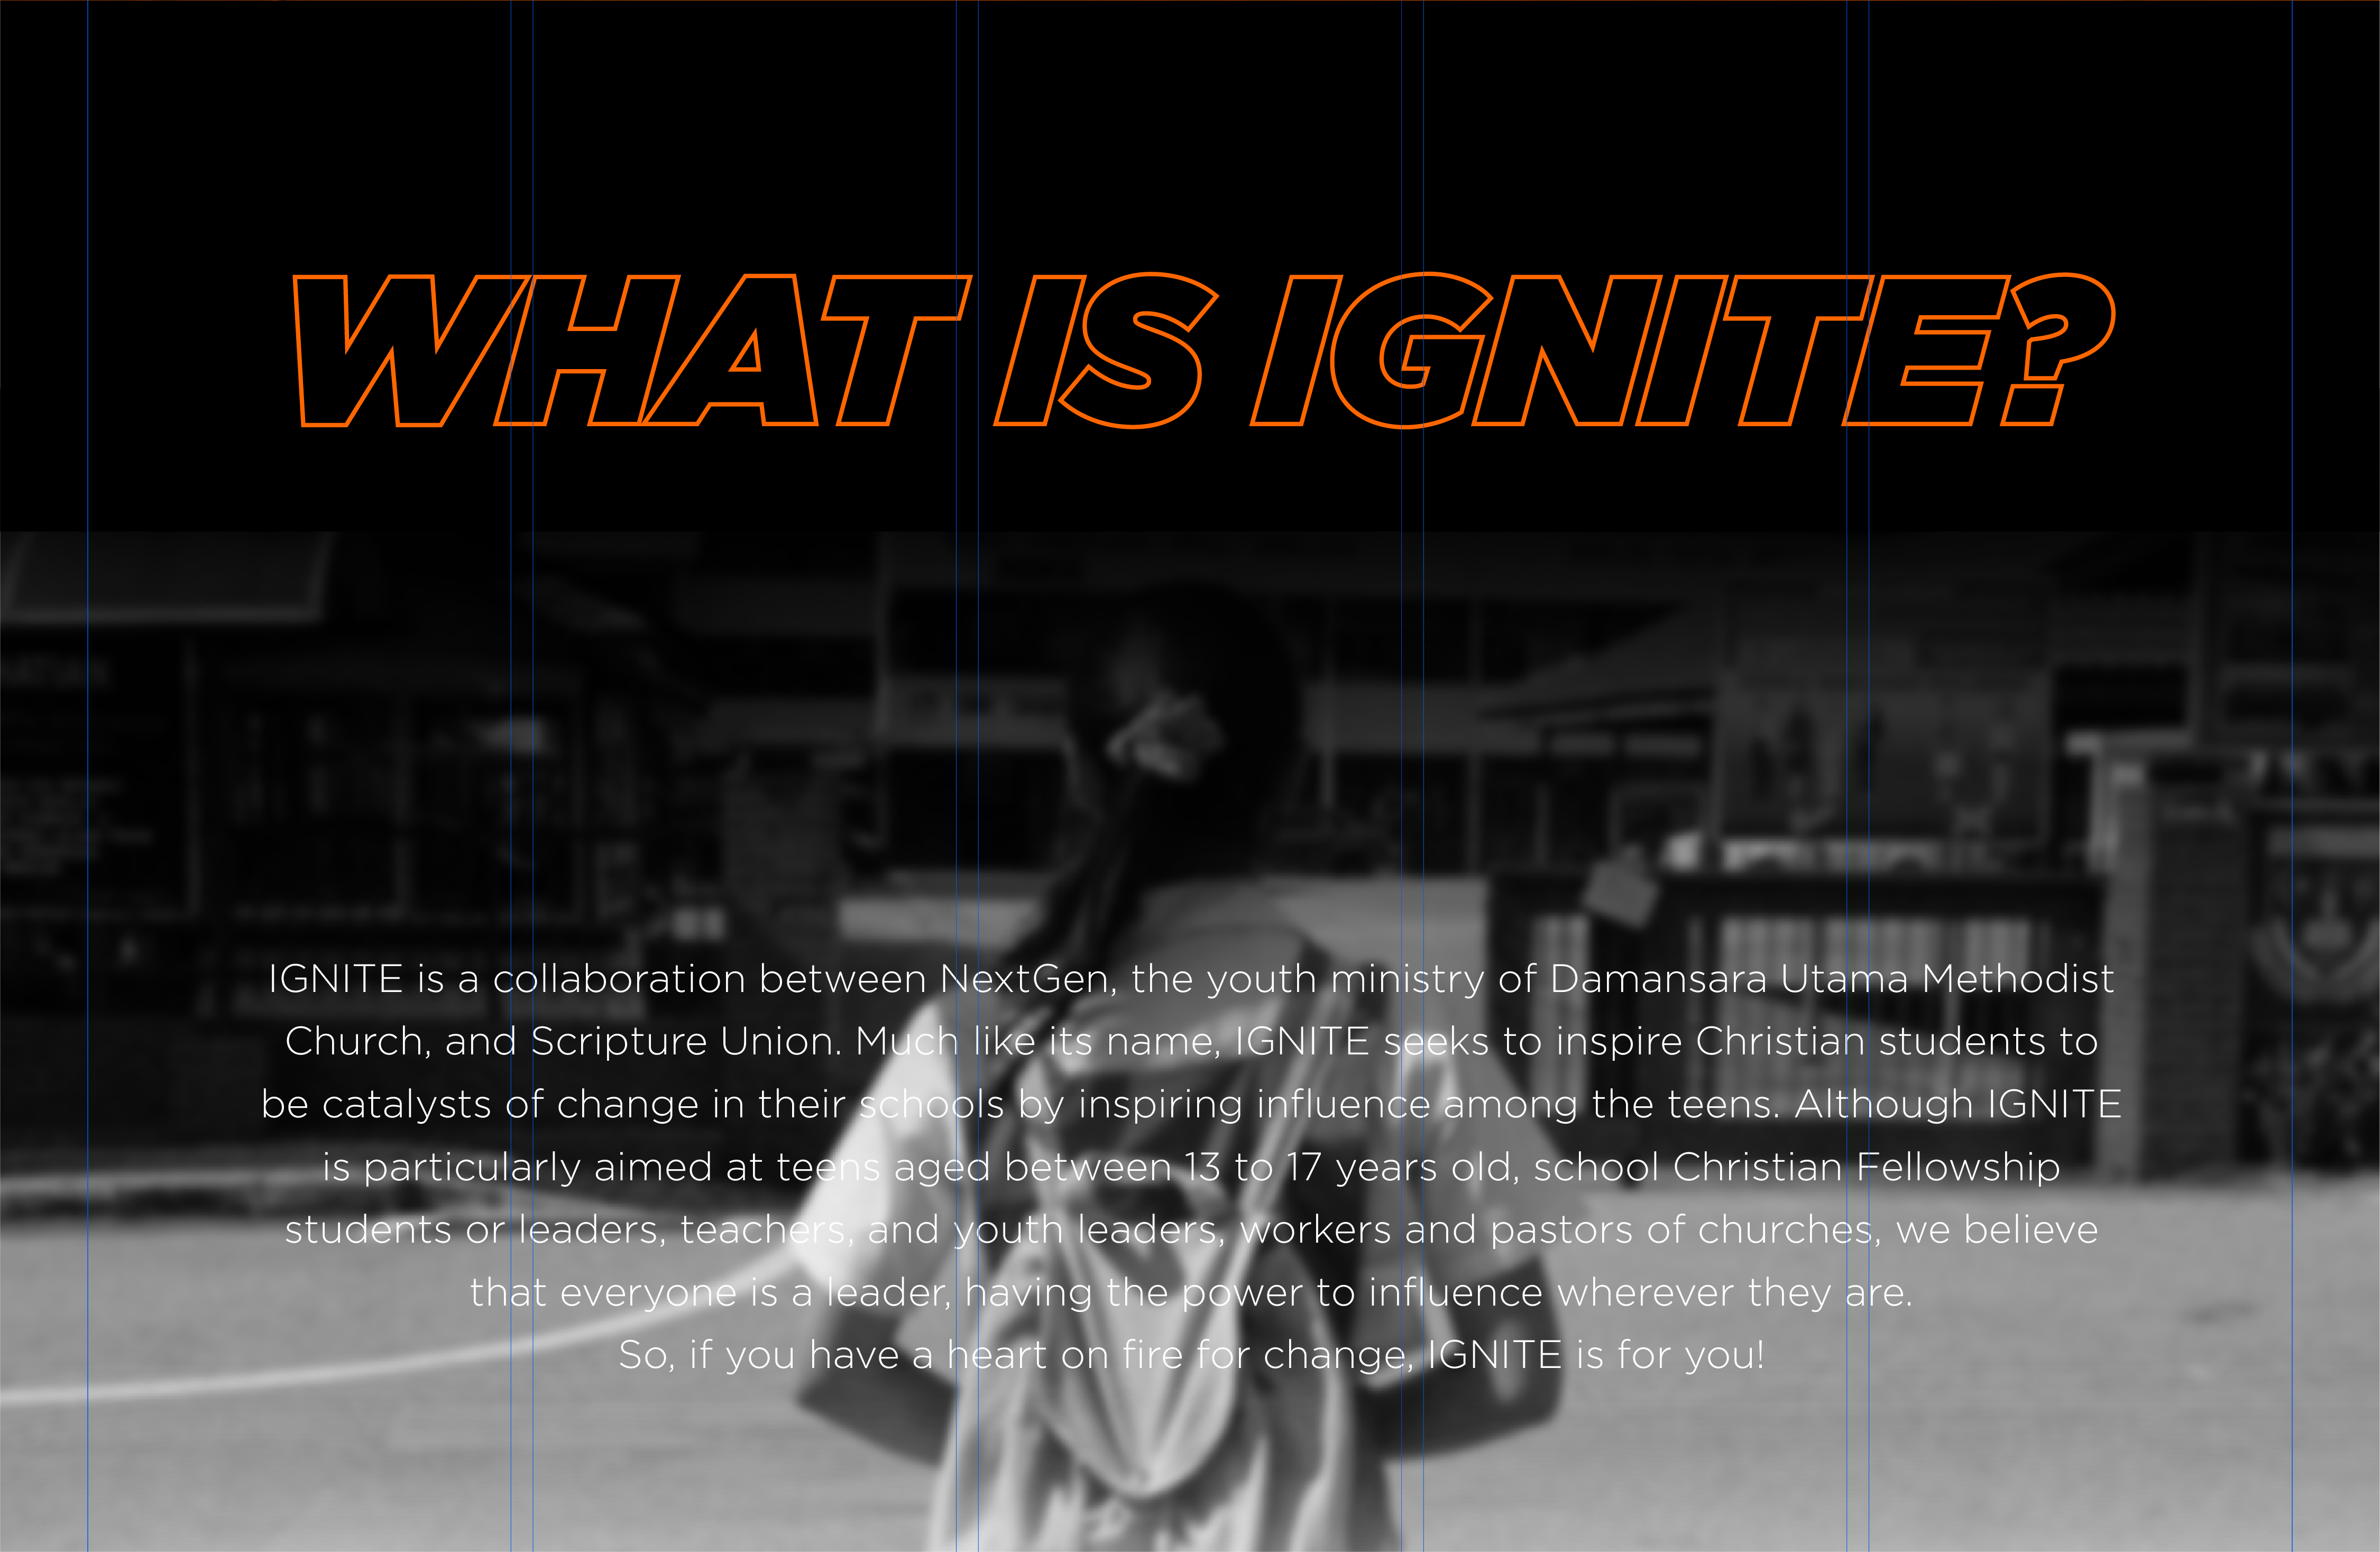 WHAT IS IGNITE?
IGNITE is a collaboration between NextGen, the youth ministry of Damansara Utama Methodist
Church, and Scripture Union. Much like its name, IGNITE seeks to inspire Christian students to
be catalysts of change in their schools by inspiring influence among the teens. Although IGNITE
is particularly aimed at teens aged between 13 to 17 years old, school Christian Fellowship
students or leaders, teachers, and youth leaders, workers and pastors of churches, we believe
that everyone is a leader, having the power to influence wherever they are.
So, if you have a heart on fire for change, IGNITE is for you!